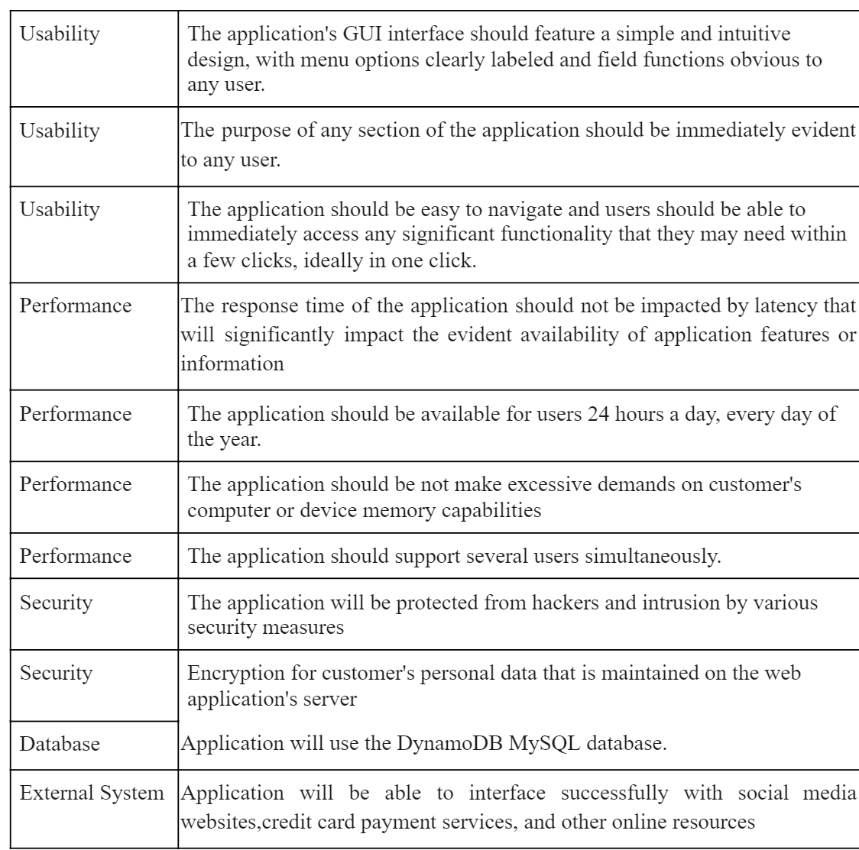 Usability The application's GUI interface should feature a simple and intuitive
design, with menu options clearly labeled and field functions obvious to
any user.
Usability The purpose of any section of the application should be immediately evident
to any user.
Usability The application should be easy to navigate and users should be able to
immediately access any significant functionality that they may need within
a few clicks, ideally in one click.
Performance The response time of the application should not be impacted by latency that
will significantly impact the evident availability of application features or
information
Performance The application should be available for users 24 hours a day, every day of
the year.
Performance The application should be not make excessive demands on customer's
computer or device memory capabilities
Performance The application should support several users simultaneously.
Security The application will be protected from hackers and intrusion by various
security measures
Security Encryption for customer's personal data that is maintained on the web
application's server
Database Application will use the DynamoDB MySQL database.
External System Application will be able to interface successfully with social media
websites,credit card payment services, and other online resources